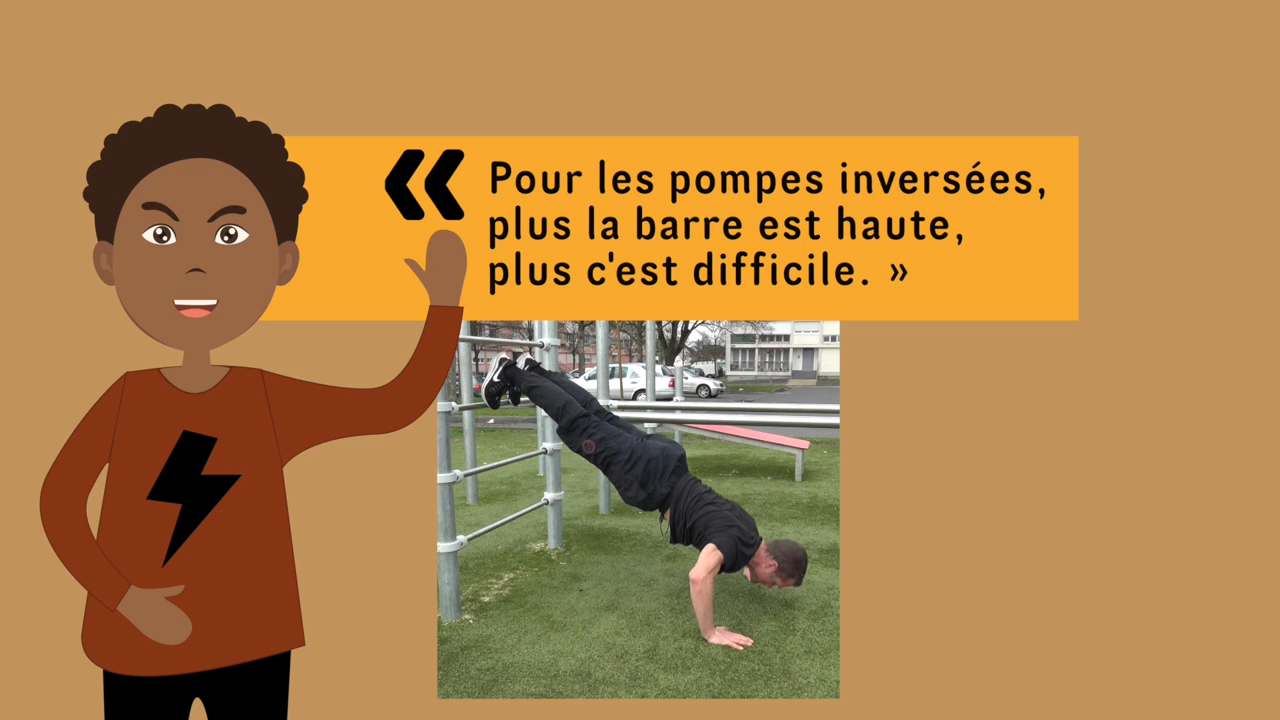 « Pour les pompes inversées,
plus la barre est haute,
plus c'est difficile. »